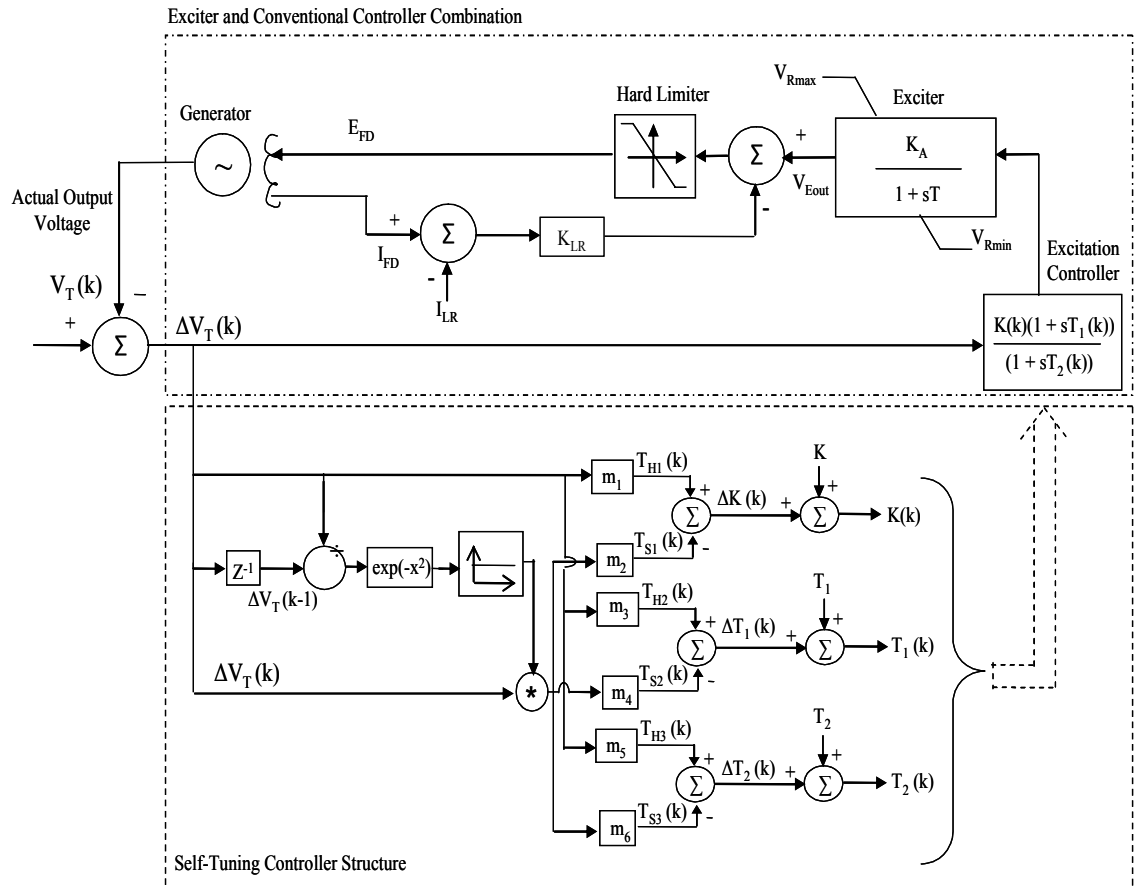 Exciter and Conventional Controller Combination
V_Rmax
Hard Limiter
Exciter
Generator
E_FD
~
Σ
+
V_Eout
-
K_A
1 + sT
V_Rmin
Actual Output
Voltage
+
I_FD
Σ
K_LR
-
I_LR
Excitation
Controller
V_T(k)
−
+
Σ
ΔV_T(k)
K(k)(1 + sT_1(k))
(1 + sT_2(k))
m_1
T_H1(k)
+
Σ
ΔK(k)
+
K
+
Σ
K(k)
m_2
T_S1(k)
-
Z^-1
ΔV_T(k-1)
÷
exp(-x²)
m_3
T_H2(k)
+
Σ
ΔT_1(k)
+
T_1
+
Σ
T_1(k)
ΔV_T(k)
*
m_4
T_S2(k)
-
m_5
T_H3(k)
+
Σ
ΔT_2(k)
+
T_2
+
Σ
T_2(k)
m_6
T_S3(k)
-
Self-Tuning Controller Structure